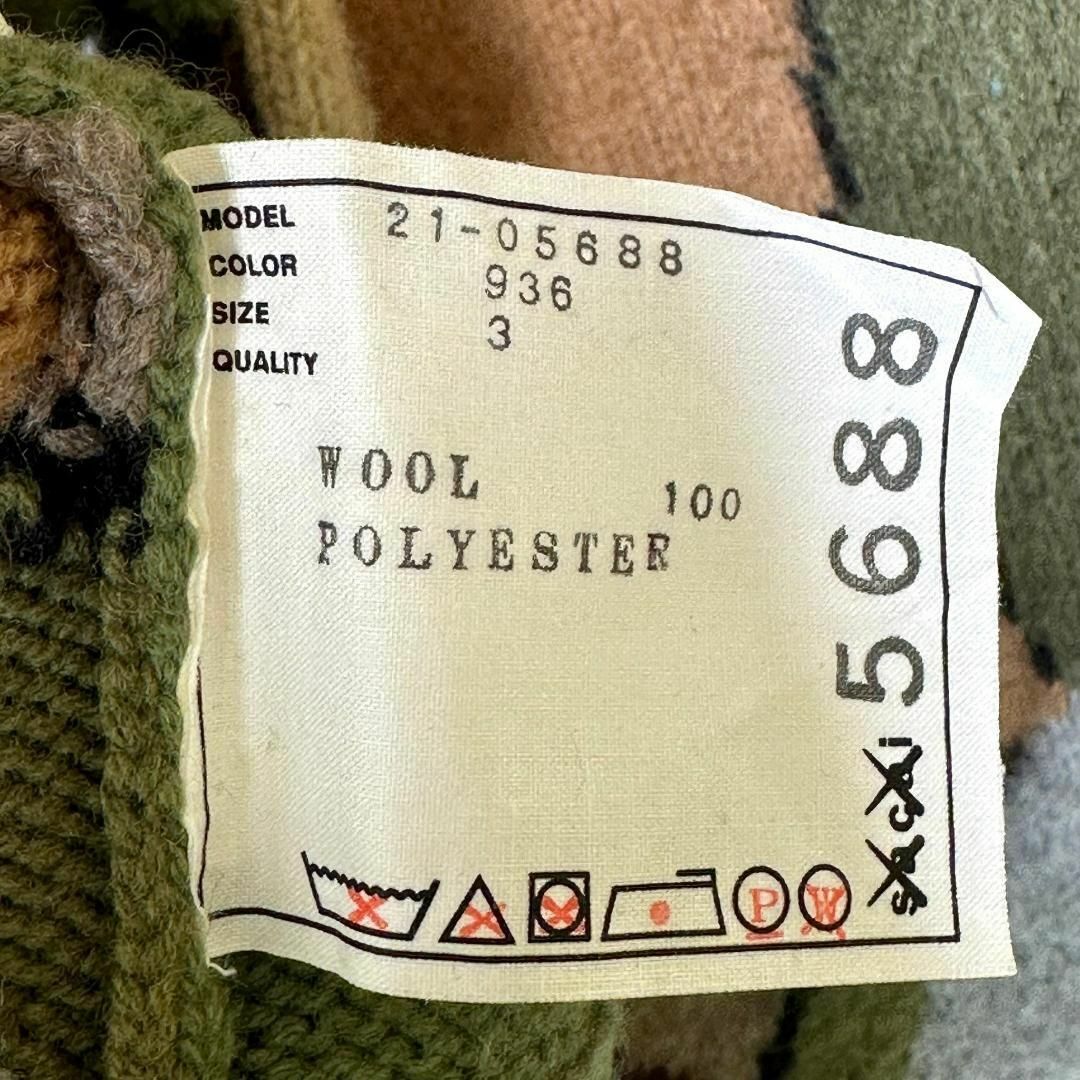 MODEL 21-05688
COLOR 936
SIZE 3
QUALITY
WOOL 100
POLYESTER
P W
sacai 5688